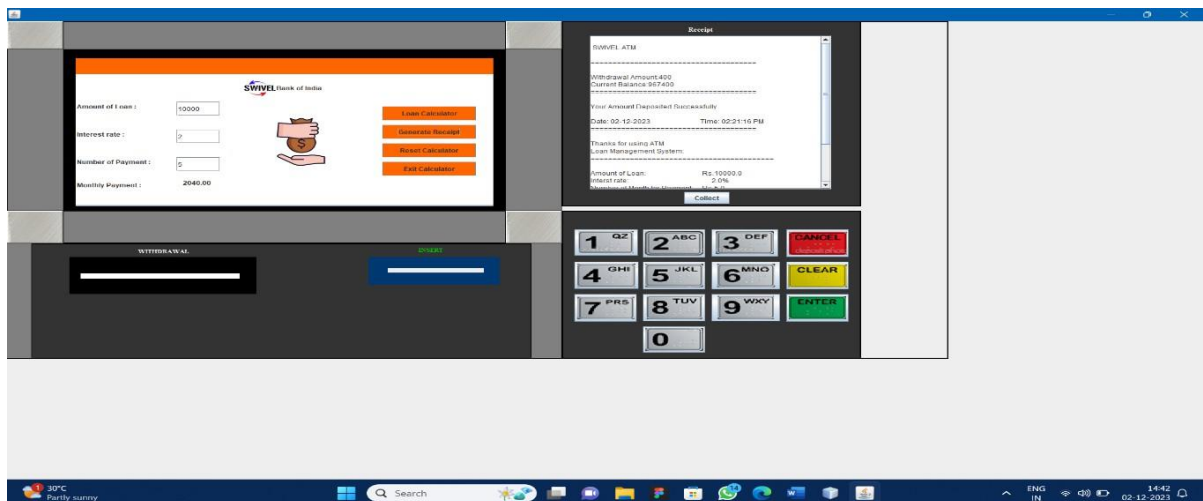 SWIVEL Bank of India
Amount of Loan :
10000
Interest rate :
2
Number of Payment :
5
Monthly Payment :
2040.00
Loan Calculator
Generate Receipt
Reset Calculator
Exit Calculator
Receipt
SWIVEL ATM
================================
Withdrawal Amount:400
Current Balance:967400
================================
Your Amount Deposited Successfully
Date: 02-12-2023 Time: 02:21:16 PM
================================
Thanks for using ATM
Loan Management System:
================================
Amount of Loan: Rs.10000.0
Interst rate: 2.0%
Collect
WITHDRAWAL
INSERT
1 QZ 2 ABC 3 DEF CANCEL
4 GHI 5 JKL 6 MNO CLEAR
7 PRS 8 TUV 9 WXY ENTER
0
1
30°C
Partly sunny
Search
ENG
IN
14:42
02-12-2023